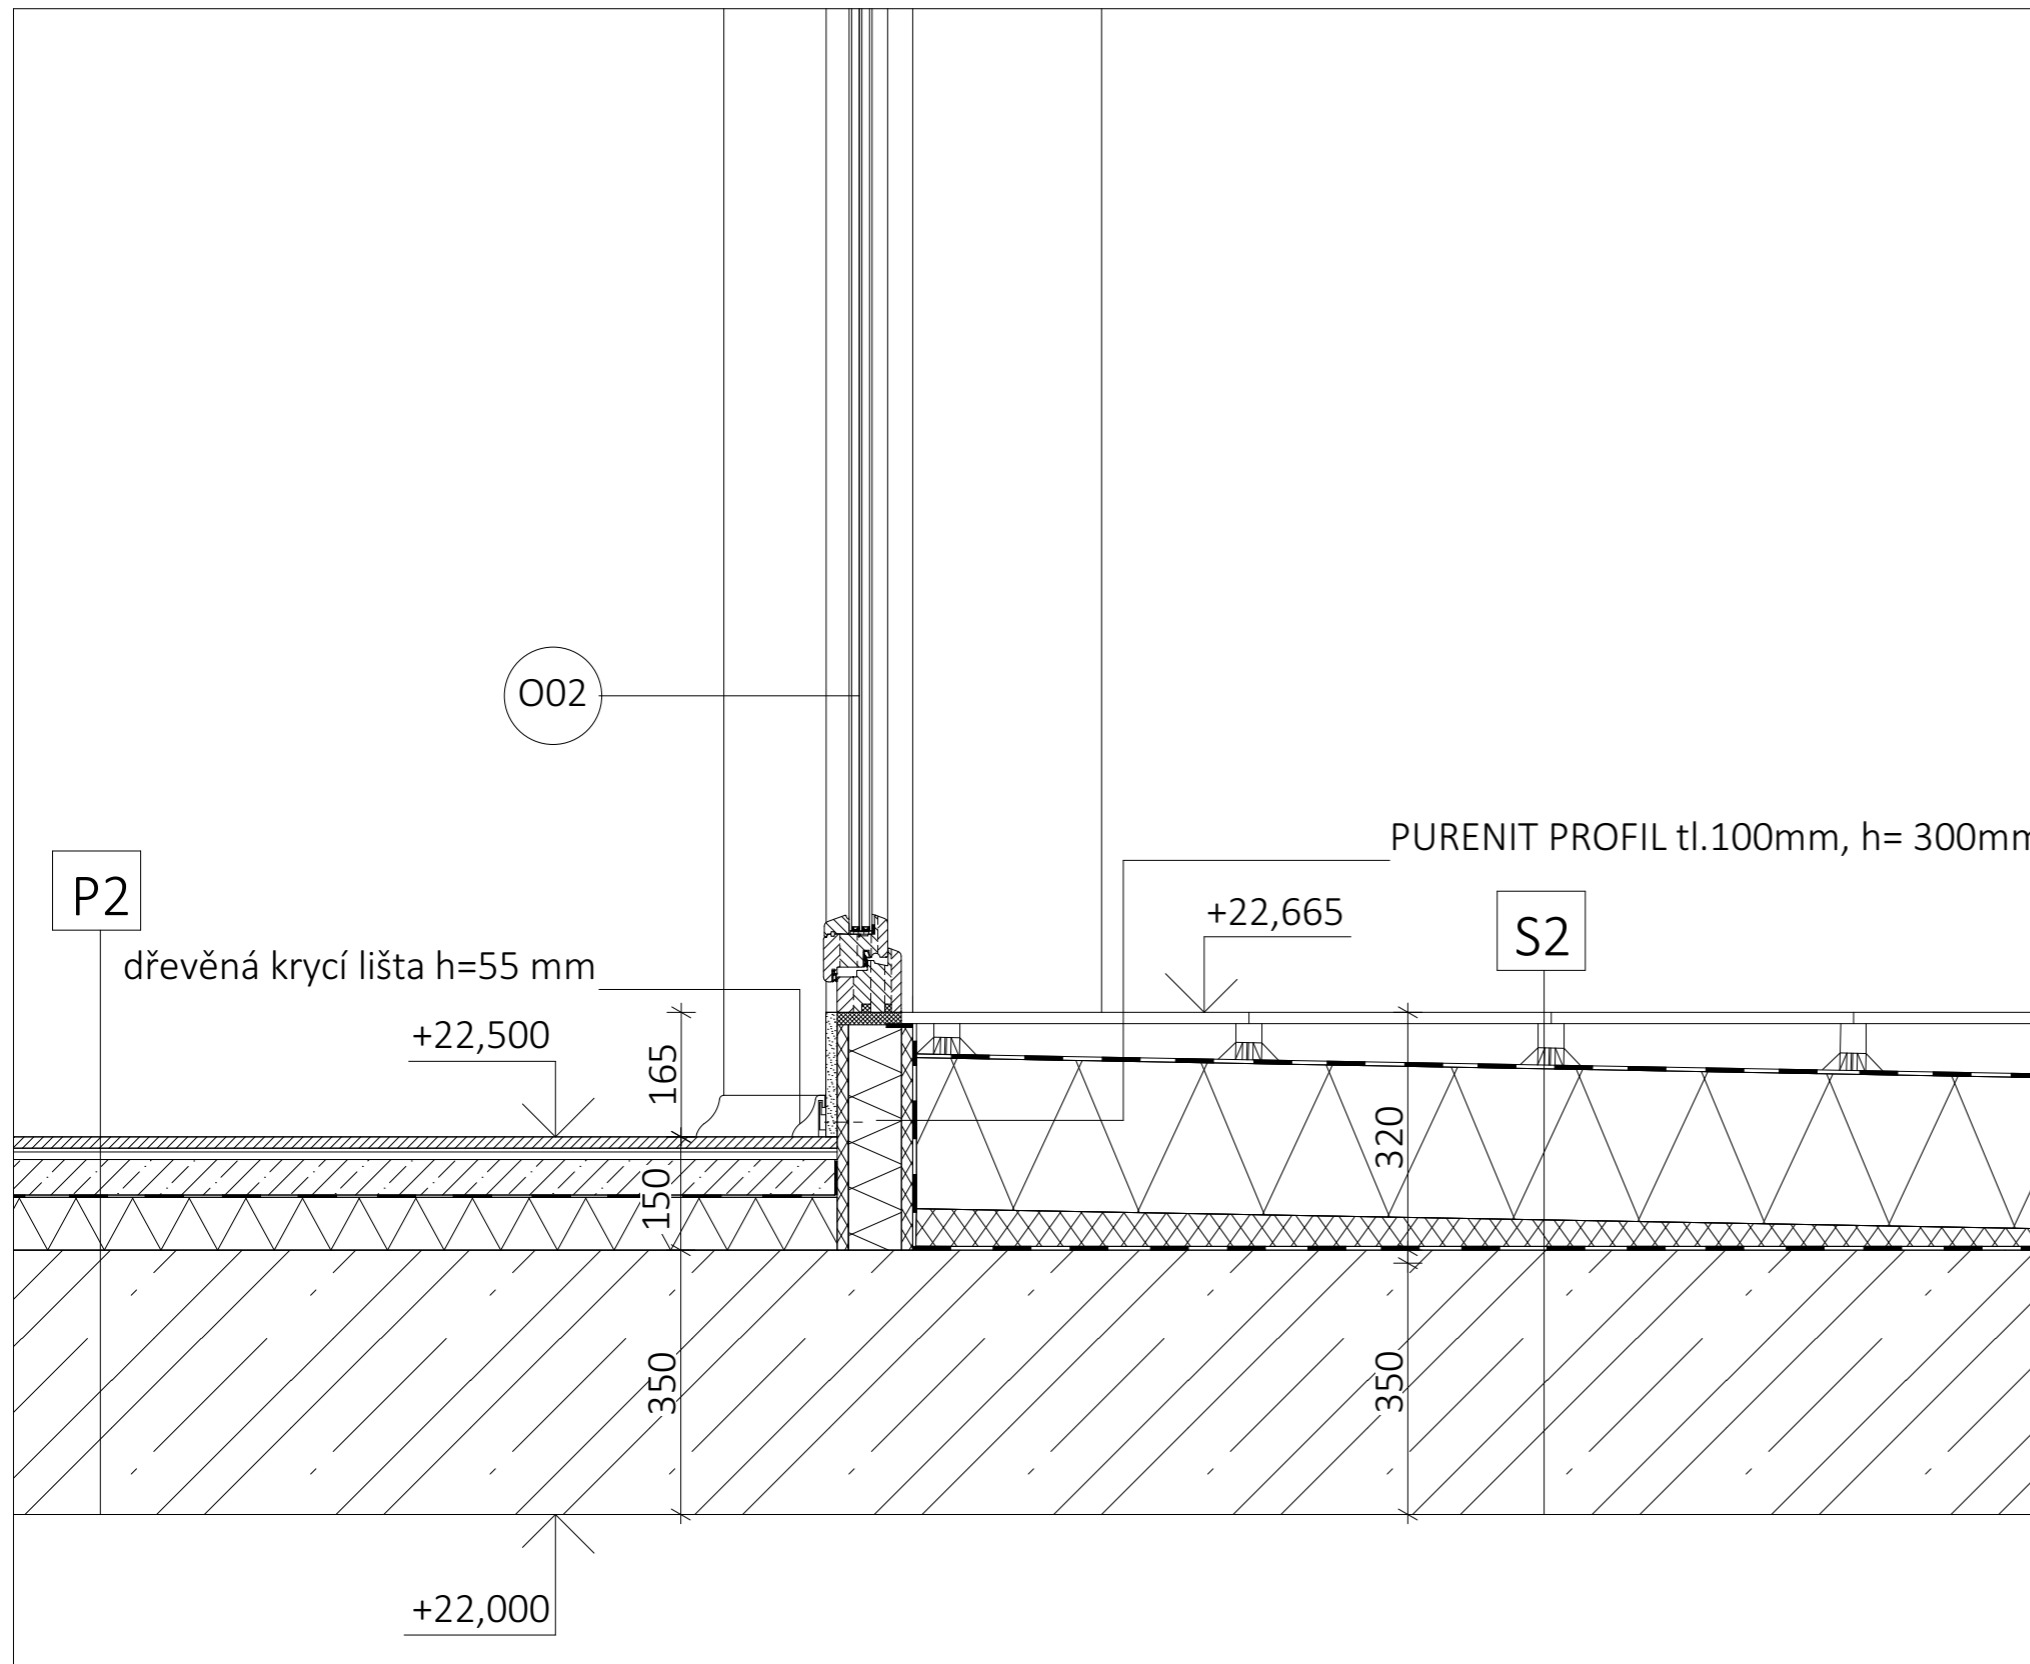 O02
PURENIT PROFIL tl.100mm, h= 300mm
P2
+22,665
S2
dřevěná krycí lišta h=55 mm
+22,500
165
320
150
350
350
+22,000